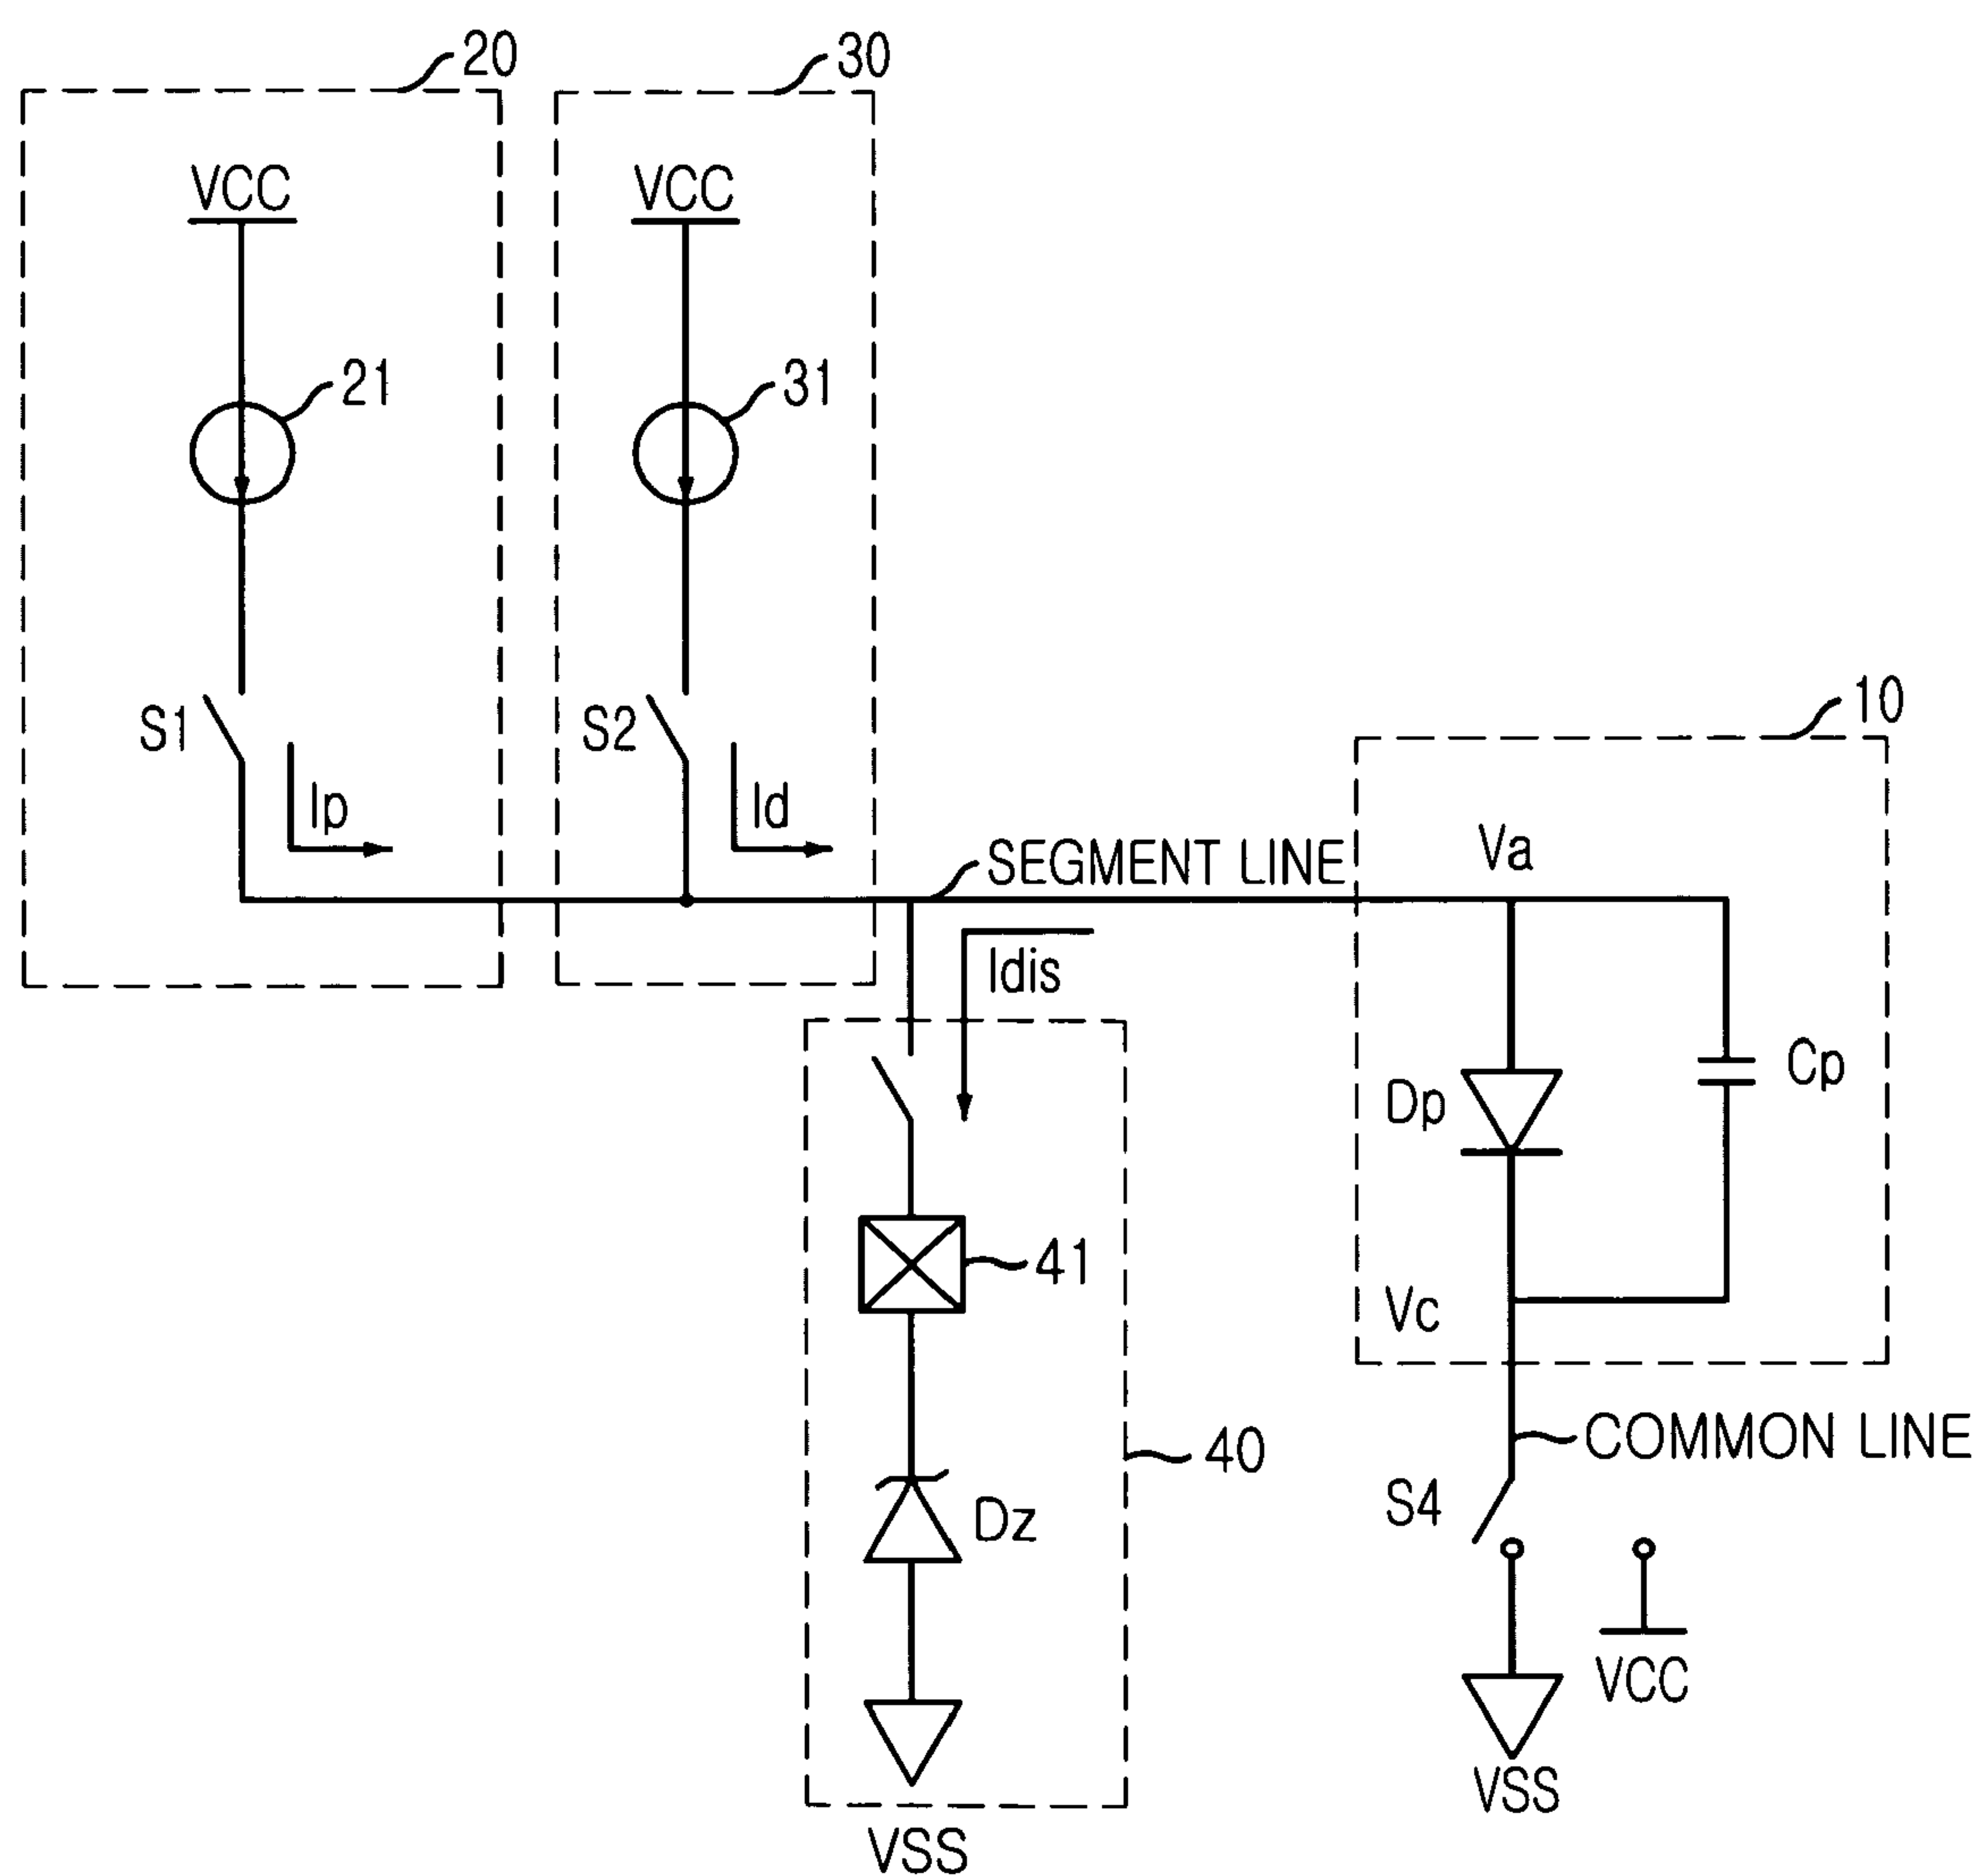 20
30
VCC
VCC
21
31
S1
S2
10
Ip
Id
SEGMENT LINE
Va
Idis
Dp
Cp
41
Vc
40
COMMON LINE
Dz
S4
VCC
VSS
VSS